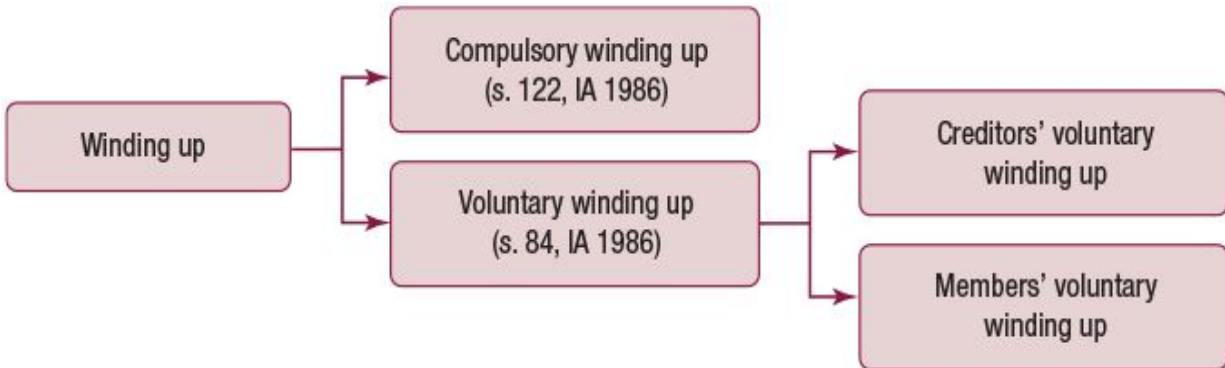 Winding up
Compulsory winding up
(s. 122, IA 1986)
Voluntary winding up
(s. 84, IA 1986)
Creditors’ voluntary
winding up
Members’ voluntary
winding up